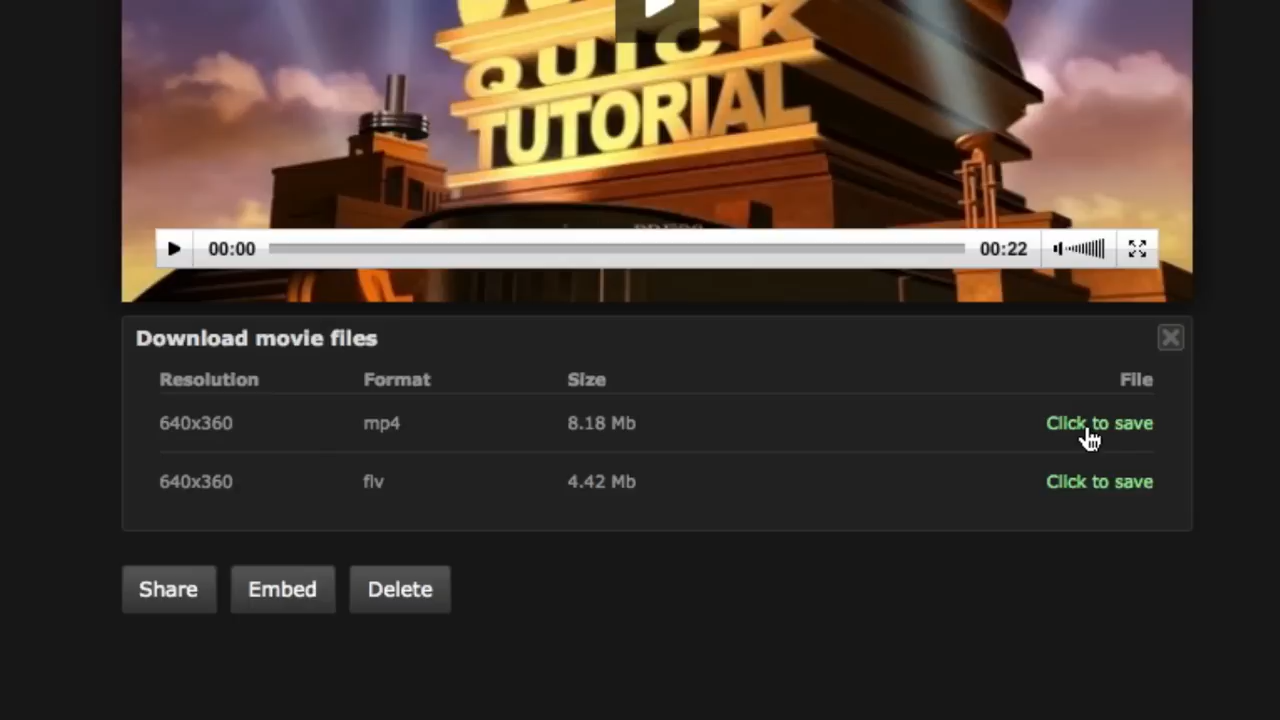 QUICK
TUTORIAL
00:00
00:22
Download movie files
Resolution Format Size File
640x360 mp4 8.18 Mb Click to save
640x360 flv 4.42 Mb Click to save
Share Embed Delete